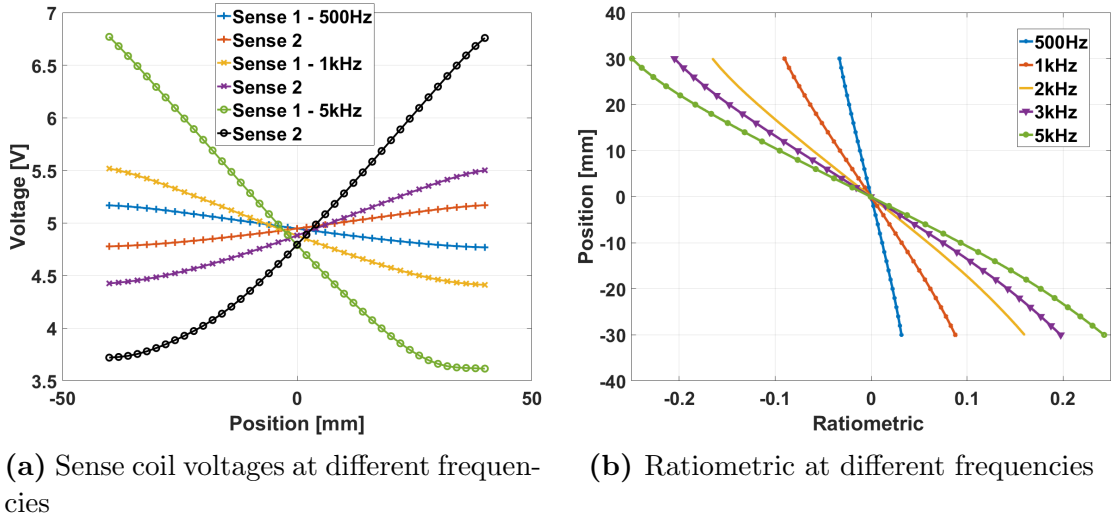 7
6.5
6
5.5
5
4.5
4
3.5
-50
0
50
Voltage [V]
Position [mm]
Sense 1 - 500Hz
Sense 2
Sense 1 - 1kHz
Sense 2
Sense 1 - 5kHz
Sense 2
40
30
20
10
0
-10
-20
-30
-40
-0.2
-0.1
0
0.1
0.2
Position [mm]
Ratiometric
500Hz
1kHz
2kHz
3kHz
5kHz
(a) Sense coil voltages at different frequen-
cies
(b) Ratiometric at different frequencies